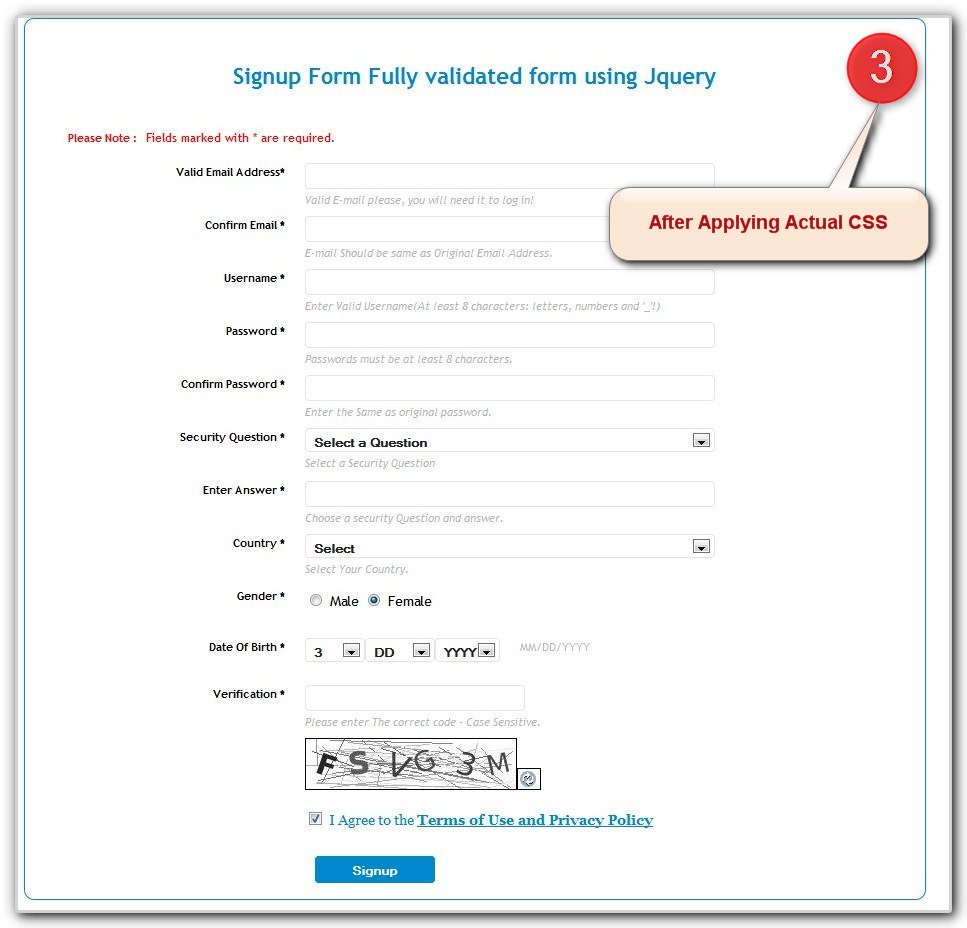 Signup Form Fully validated form using Jquery
3
Please Note : Fields marked with * are required.
Valid Email Address*
Valid E-mail please, you will need it to log in!
After Applying Actual CSS
Confirm Email *
E-mail Should be same as Original Email Address.
Username *
Enter Valid Username(At least 8 characters: letters, numbers and '_'!)
Password *
Passwords must be at least 8 characters.
Confirm Password *
Enter the Same as original password.
Security Question *
Select a Question
Select a Security Question
Enter Answer *
Choose a security Question and answer.
Country *
Select
Select Your Country.
Gender *
Male Female
Date Of Birth *
3 DD YYYY MM/DD/YYYY
Verification *
Please enter The correct code - Case Sensitive.
FSVG3M
I Agree to the Terms of Use and Privacy Policy
Signup